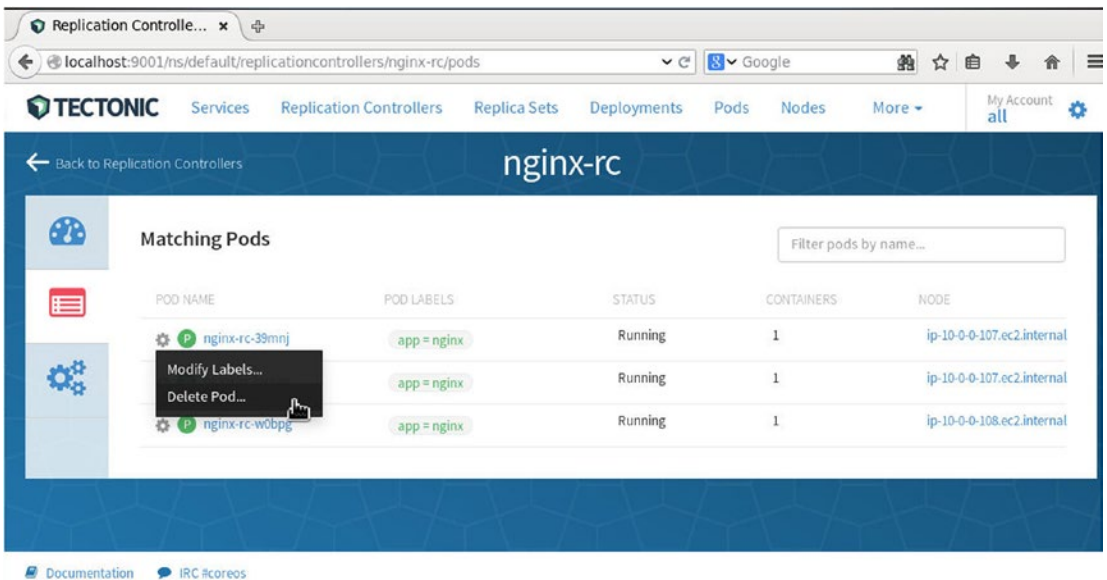 Replication Controlle...
localhost:9001/ns/default/replicationcontrollers/nginx-rc/pods
Google
TECTONIC Services Replication Controllers Replica Sets Deployments Pods Nodes More My Account all
Back to Replication Controllers
nginx-rc
Matching Pods
Filter pods by name...
POD NAME POD LABELS STATUS CONTAINERS NODE
P nginx-rc-39mnj app = nginx Running 1 ip-10-0-0-107.ec2.internal
Modify Labels...
app = nginx Running 1 ip-10-0-0-107.ec2.internal
Delete Pod...
P nginx-rc-w0bpg app = nginx Running 1 ip-10-0-0-108.ec2.internal
Documentation IRC #coreos